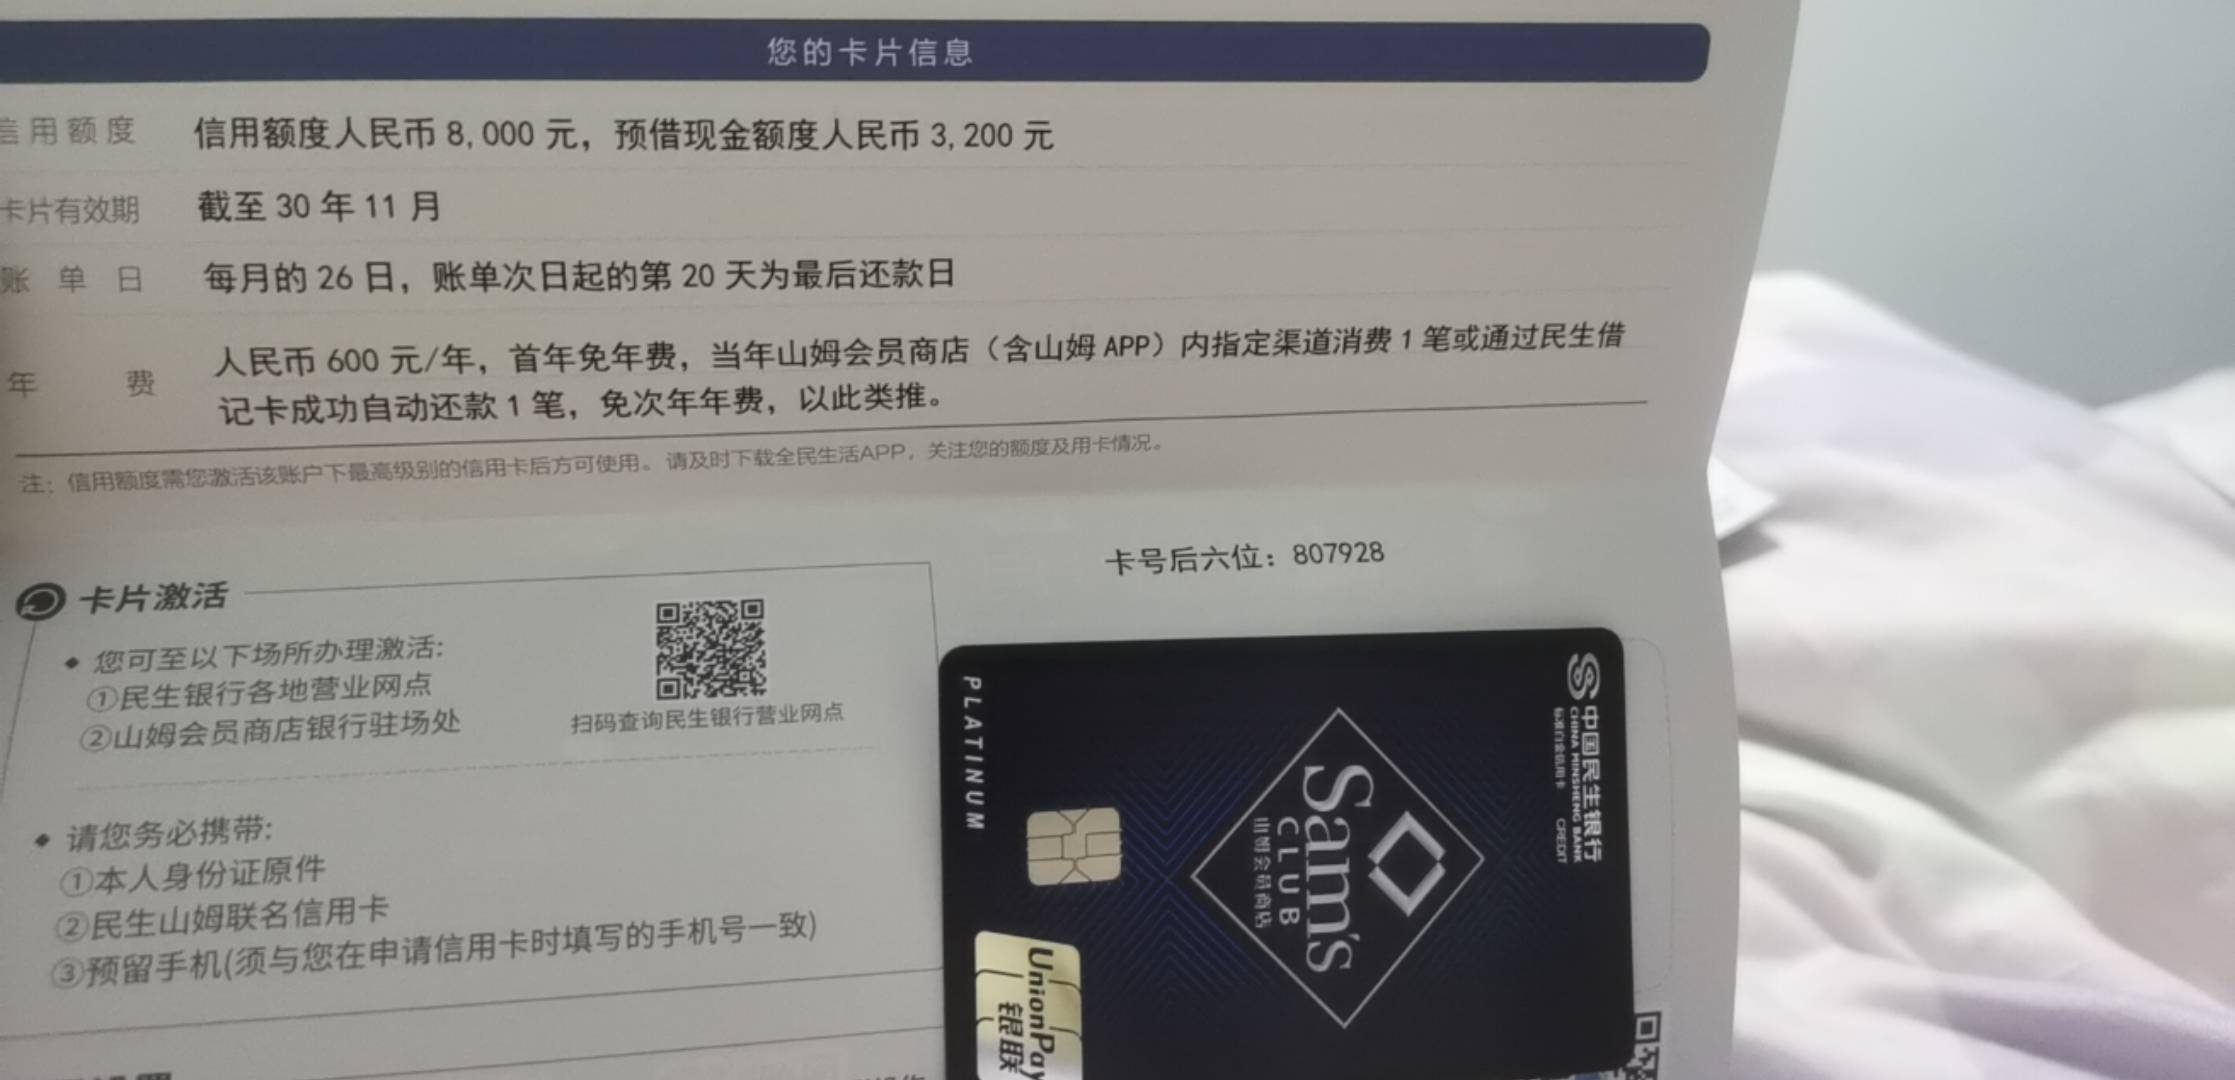 您的卡片信息
信用额度 信用额度人民币 8,000 元，预借现金额度人民币 3,200 元
卡片有效期 截至 30 年 11 月
账单日 每月的 26 日，账单次日起的第 20 天为最后还款日
年费 人民币 600 元/年，首年免年费，当年山姆会员商店（含山姆 APP）内指定渠道消费 1 笔或通过民生借
记卡成功自动还款 1 笔，免次年年费，以此类推。
注：信用额度需您激活该账户下最高级别的信用卡后方可使用。请及时下载全民生活APP，关注您的额度及用卡情况。
卡号后六位：807928
卡片激活
◆ 您可至以下场所办理激活:
①民生银行各地营业网点
②山姆会员商店银行驻场处
扫码查询民生银行营业网点
◆ 请您务必携带:
①本人身份证原件
②民生山姆联名信用卡
③预留手机(须与您在申请信用卡时填写的手机号一致)
中国民生银行
CHINA MINSHENG BANK
标准白金信用卡 CREDIT
Sam's
CLUB
山姆会员商店
PLATINUM
UnionPay
银联